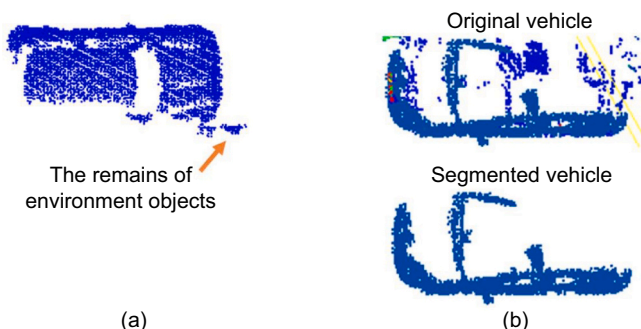 Original vehicle
The remains of
environment objects
Segmented vehicle
(a)
(b)